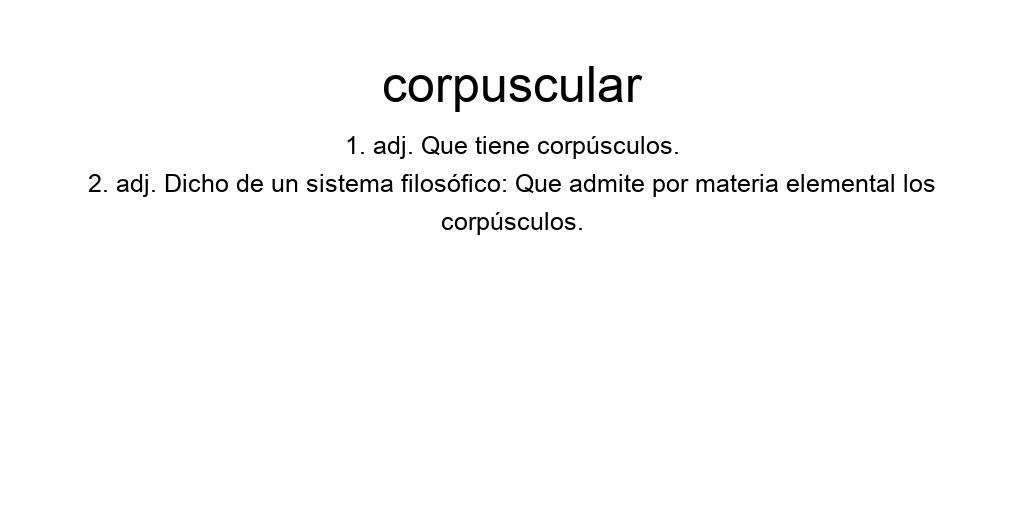 corpuscular
1. adj. Que tiene corpúsculos.
2. adj. Dicho de un sistema filosófico: Que admite por materia elemental los
corpúsculos.